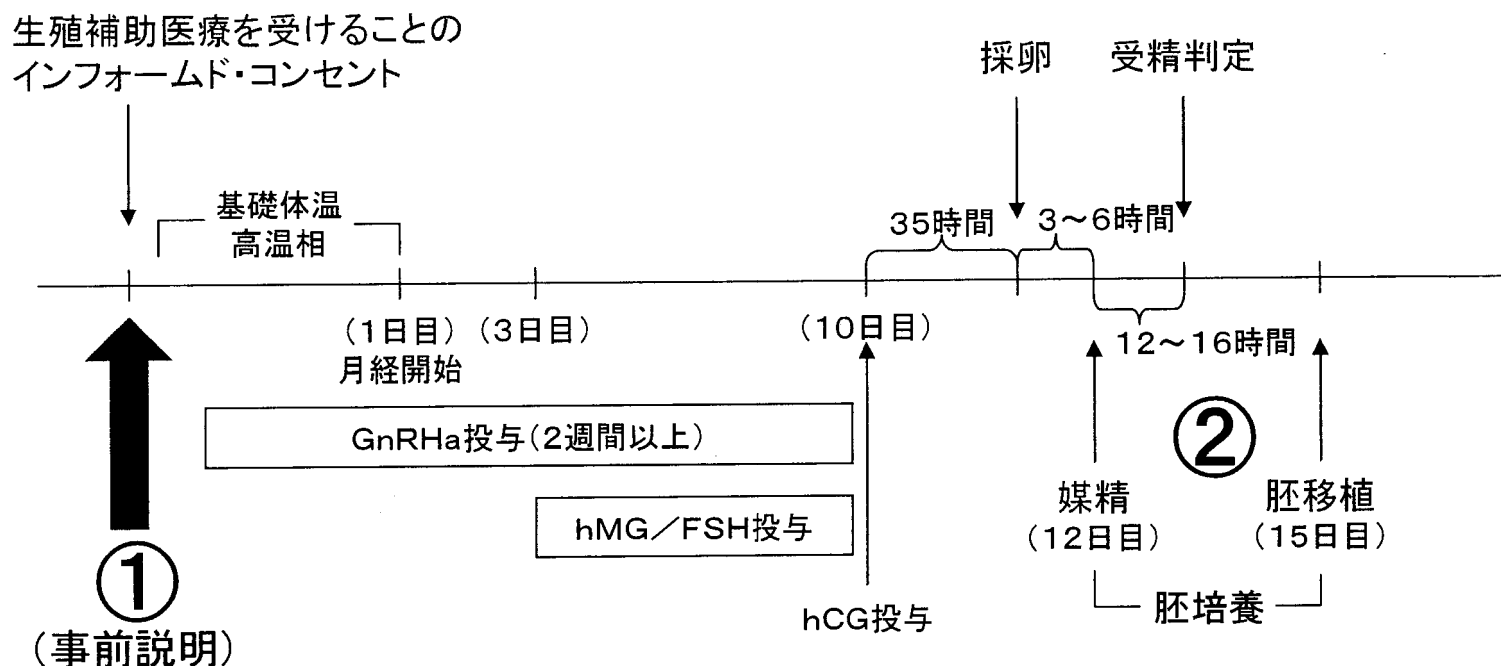 生殖補助医療を受けることの
インフォームド・コンセント
採卵
受精判定
基礎体温
高温相
35時間
3～6時間
(1日目)
月経開始
(3日目)
(10日目)
12～16時間
GnRHa投与(2週間以上)
hMG／FSH投与
hCG投与
媒精
(12日目)
②
胚移植
(15日目)
胚培養
①
(事前説明)